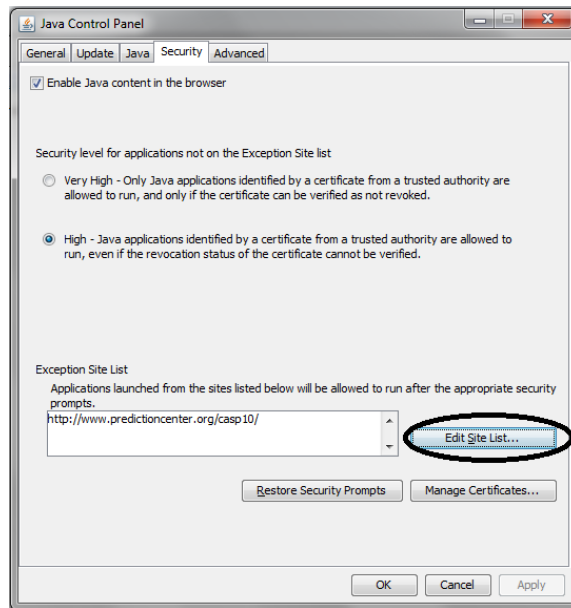 Java Control Panel
General Update Java Security Advanced
Enable Java content in the browser
Security level for applications not on the Exception Site list
Very High - Only Java applications identified by a certificate from a trusted authority are
allowed to run, and only if the certificate can be verified as not revoked.
High - Java applications identified by a certificate from a trusted authority are allowed to
run, even if the revocation status of the certificate cannot be verified.
Exception Site List
Applications launched from the sites listed below will be allowed to run after the appropriate security
prompts.
http://www.predictioncenter.org/casp10/
Edit Site List...
Restore Security Prompts Manage Certificates...
OK Cancel Apply